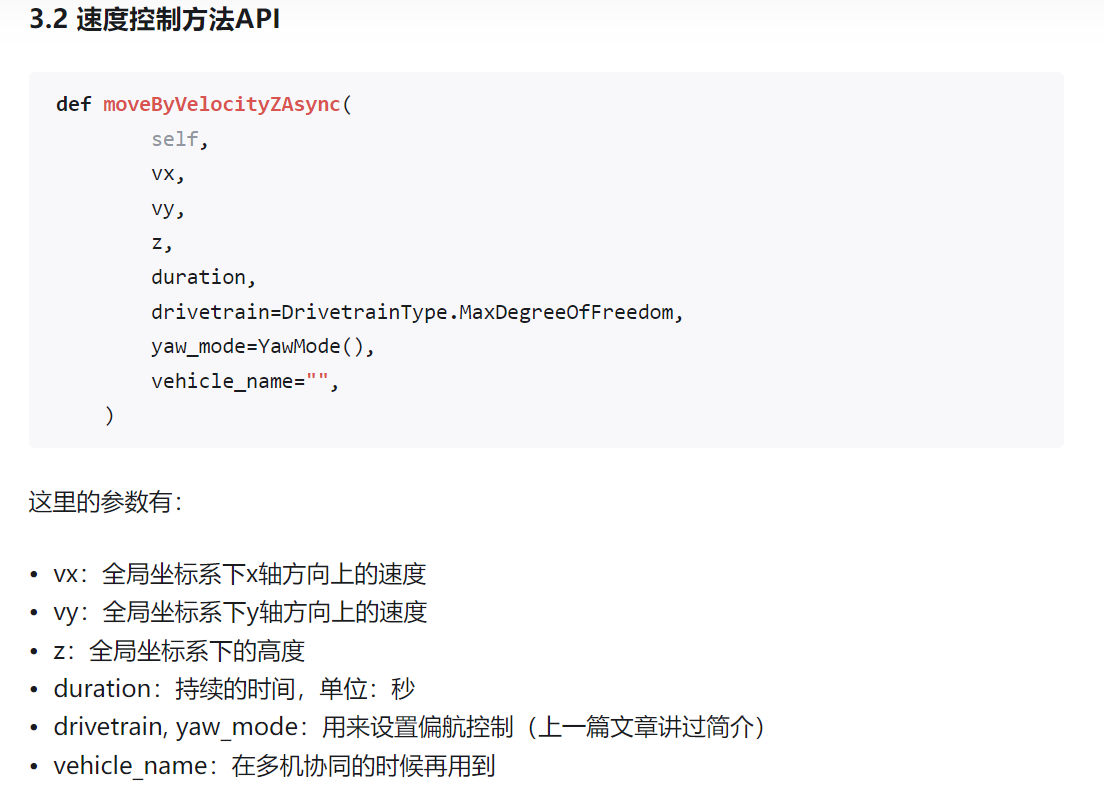 3.2 速度控制方法API
def moveByVelocityZAsync(
self,
vx,
vy,
z,
duration,
drivetrain=DrivetrainType.MaxDegreeOfFreedom,
yaw_mode=YawMode(),
vehicle_name="",
)
这里的参数有：
• vx：全局坐标系下x轴方向上的速度
• vy：全局坐标系下y轴方向上的速度
• z：全局坐标系下的高度
• duration：持续的时间，单位：秒
• drivetrain, yaw_mode：用来设置偏航控制（上一篇文章讲过简介）
• vehicle_name：在多机协同的时候再用到